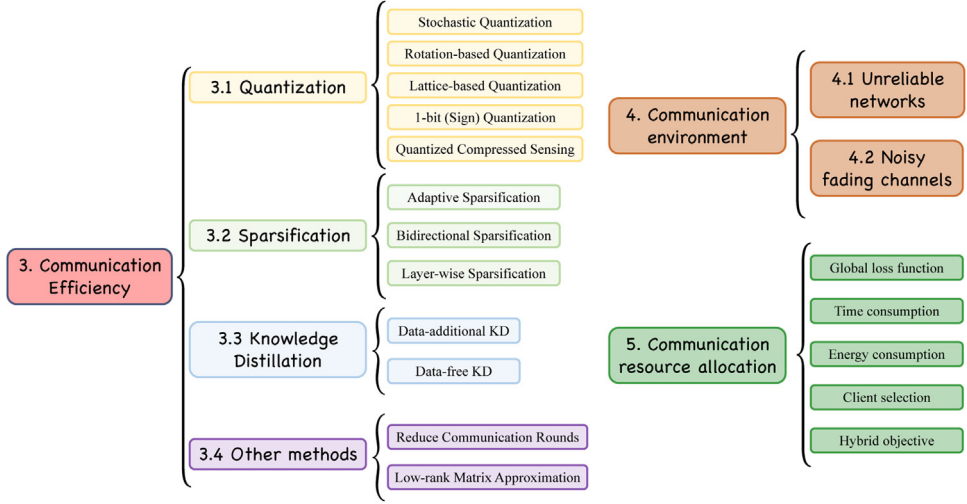 3. Communication
Efficiency
3.1 Quantization
Stochastic Quantization
Rotation-based Quantization
Lattice-based Quantization
1-bit (Sign) Quantization
Quantized Compressed Sensing
3.2 Sparsification
Adaptive Sparsification
Bidirectional Sparsification
Layer-wise Sparsification
3.3 Knowledge
Distillation
Data-additional KD
Data-free KD
3.4 Other methods
Reduce Communication Rounds
Low-rank Matrix Approximation
4. Communication
environment
4.1 Unreliable
networks
4.2 Noisy
fading channels
5. Communication
resource allocation
Global loss function
Time consumption
Energy consumption
Client selection
Hybrid objective